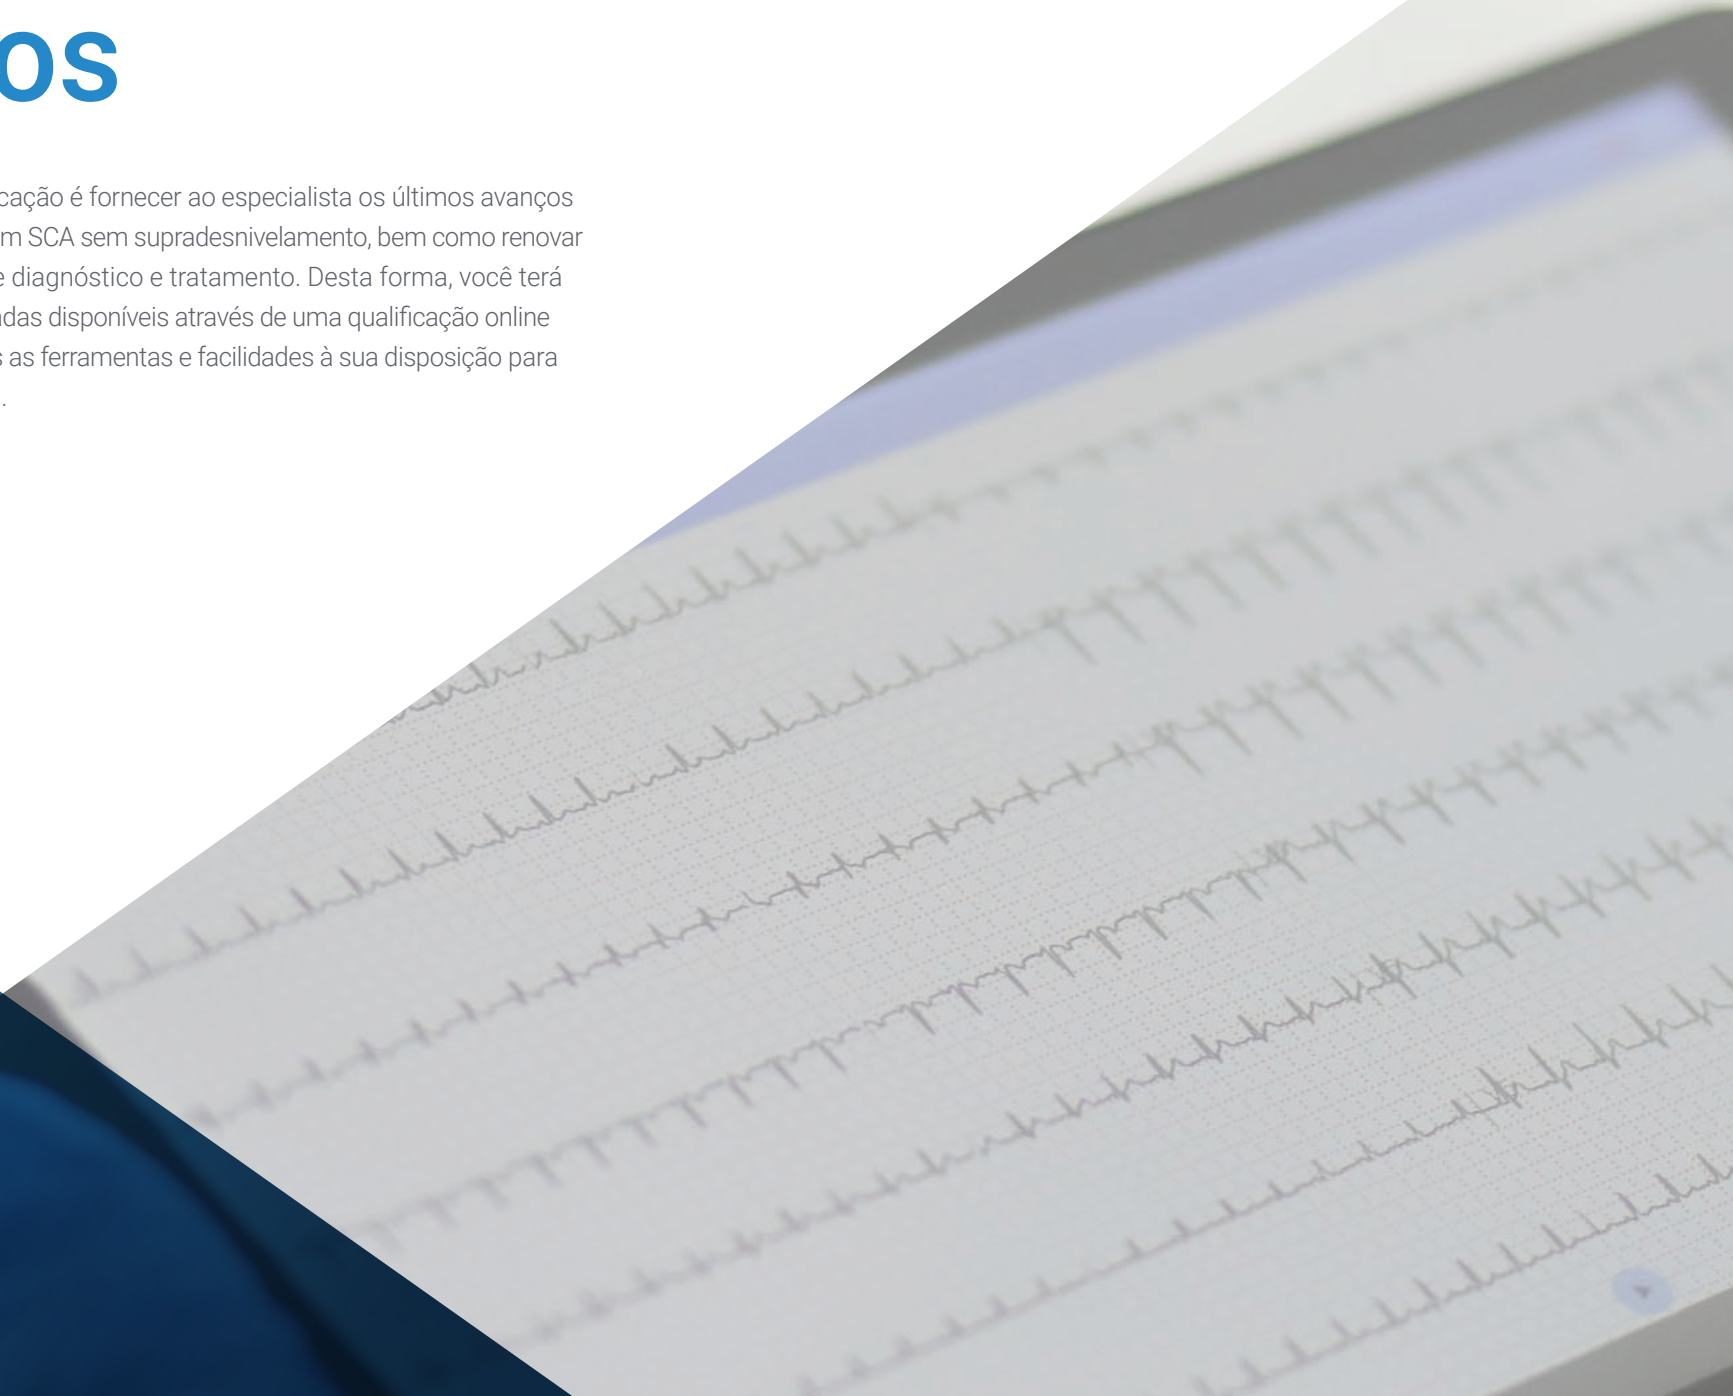 os
cação é fornecer ao especialista os últimos avanços
m SCA sem supradesnivelamento, bem como renovar
e diagnóstico e tratamento. Desta forma, você terá
das disponíveis através de uma qualificação online
s as ferramentas e facilidades à sua disposição para
.